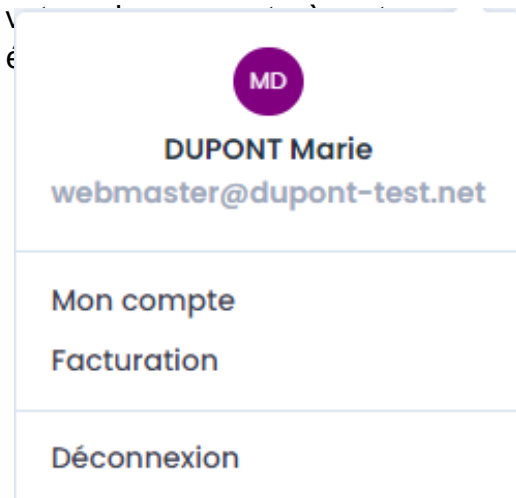 MD
DUPONT Marie
webmaster@dupont-test.net
Mon compte
Facturation
Déconnexion